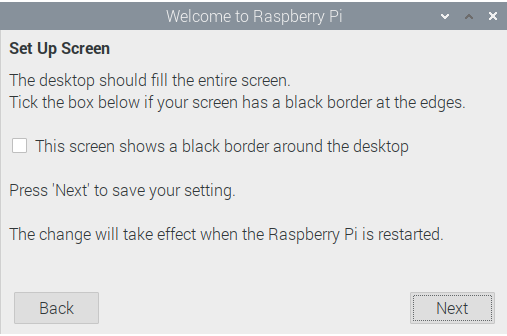 Welcome to Raspberry Pi
Set Up Screen
The desktop should fill the entire screen.
Tick the box below if your screen has a black border at the edges.
This screen shows a black border around the desktop
Press 'Next' to save your setting.
The change will take effect when the Raspberry Pi is restarted.
Back
Next